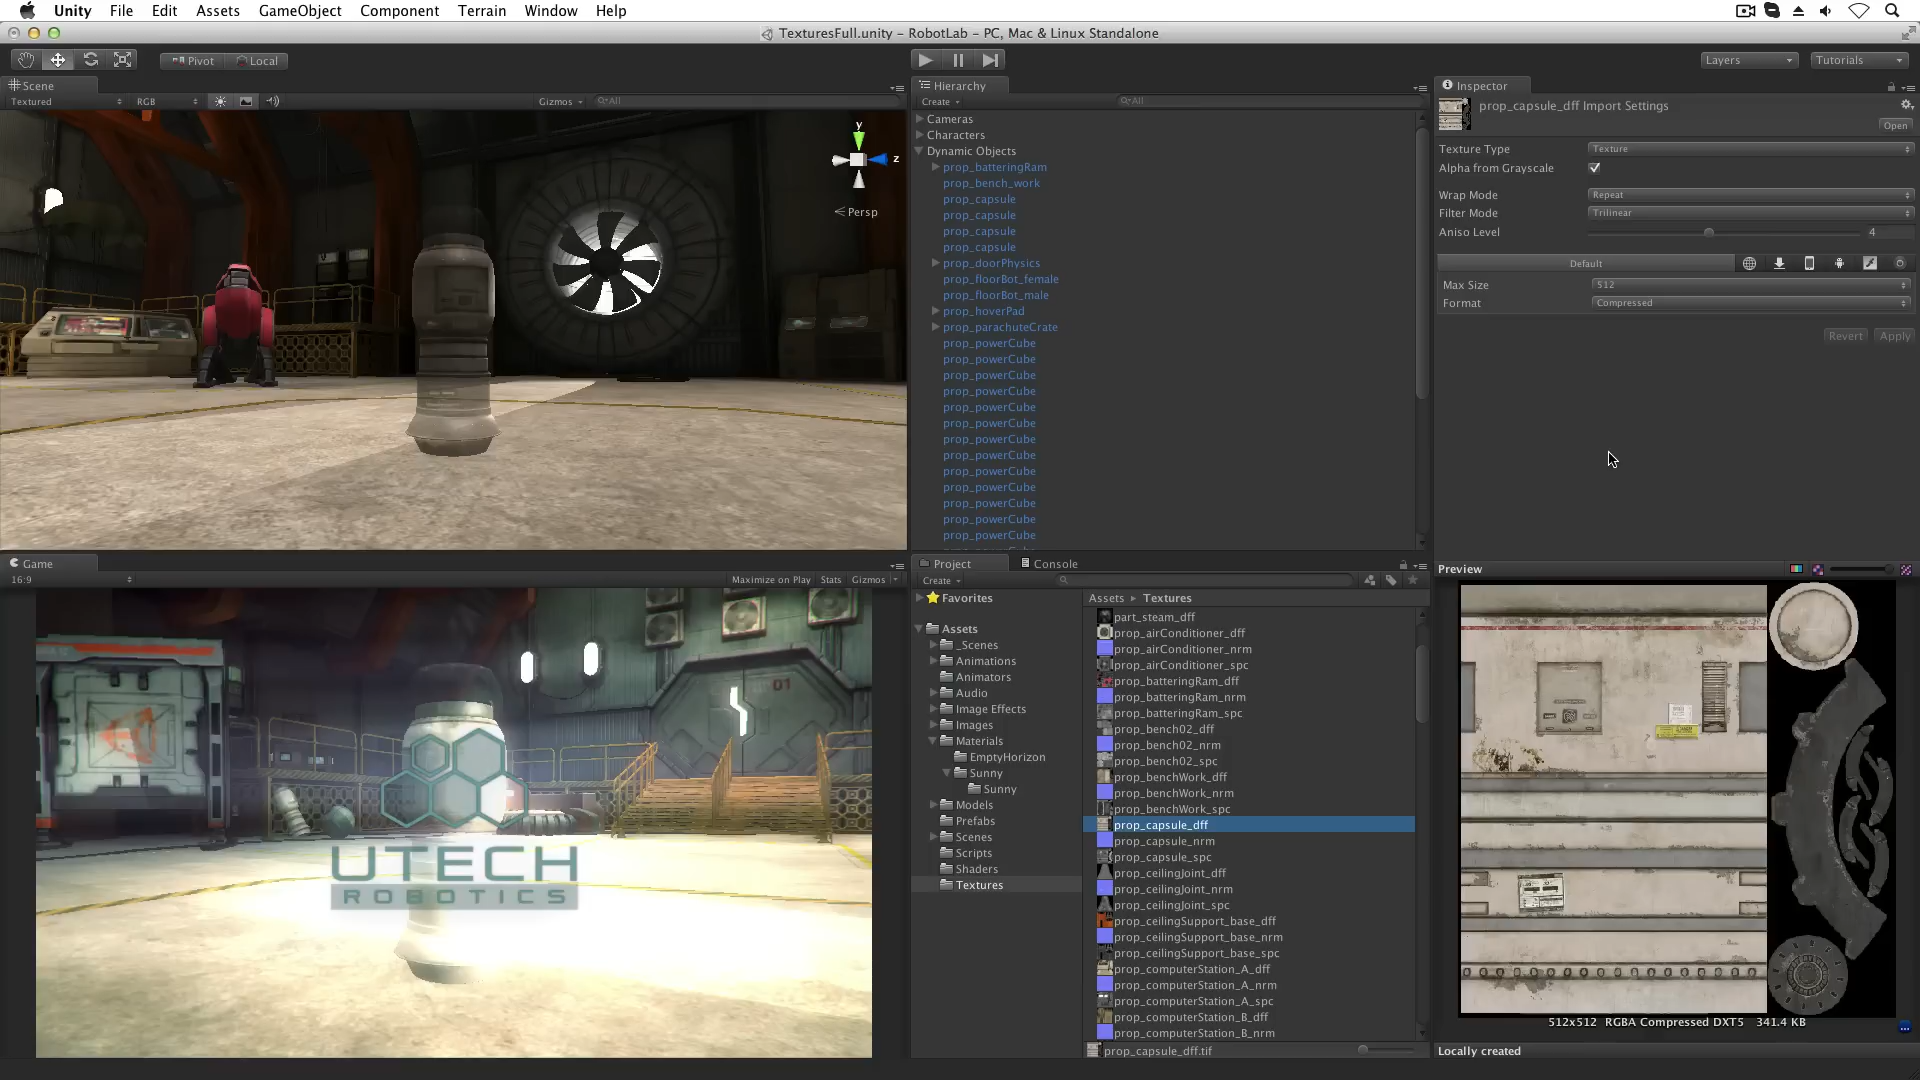 Unity File Edit Assets GameObject Component Terrain Window Help
TexturesFull.unity – RobotLab – PC, Mac & Linux Standalone
Pivot Local
Layers Tutorials
Scene
Textured RGB Gizmos All
< Persp
y
z
Hierarchy
Create All
Cameras
Characters
Dynamic Objects
prop_batteringRam
prop_bench_work
prop_capsule
prop_capsule
prop_capsule
prop_capsule
prop_doorPhysics
prop_floorBot_female
prop_floorBot_male
prop_hoverPad
prop_parachuteCrate
prop_powerCube
prop_powerCube
prop_powerCube
prop_powerCube
prop_powerCube
prop_powerCube
prop_powerCube
prop_powerCube
prop_powerCube
prop_powerCube
prop_powerCube
prop_powerCube
prop_powerCube
Inspector
prop_capsule_dff Import Settings
Open
Texture Type Texture
Alpha from Grayscale
Wrap Mode Repeat
Filter Mode Trilinear
Aniso Level 4
Default
Max Size 512
Format Compressed
Revert Apply
Game
16:9 Maximize on Play Stats Gizmos
01
UTECH
ROBOTICS
Project Console
Create
Favorites
Assets
_Scenes
Animations
Animators
Audio
Image Effects
Images
Materials
EmptyHorizon
Sunny
Sunny
Models
Prefabs
Scenes
Scripts
Shaders
Textures
Assets Textures
part_steam_dff
prop_airConditioner_dff
prop_airConditioner_nrm
prop_airConditioner_spc
prop_batteringRam_dff
prop_batteringRam_nrm
prop_batteringRam_spc
prop_bench02_dff
prop_bench02_nrm
prop_bench02_spc
prop_benchWork_dff
prop_benchWork_nrm
prop_benchWork_spc
prop_capsule_dff
prop_capsule_nrm
prop_capsule_spc
prop_ceilingJoint_dff
prop_ceilingJoint_nrm
prop_ceilingJoint_spc
prop_ceilingSupport_base_dff
prop_ceilingSupport_base_nrm
prop_ceilingSupport_base_spc
prop_computerStation_A_dff
prop_computerStation_A_nrm
prop_computerStation_A_spc
prop_computerStation_B_dff
prop_computerStation_B_nrm
prop_capsule_dff.tif
Preview
512x512 RGBA Compressed DXT5 341.4 KB
Locally created